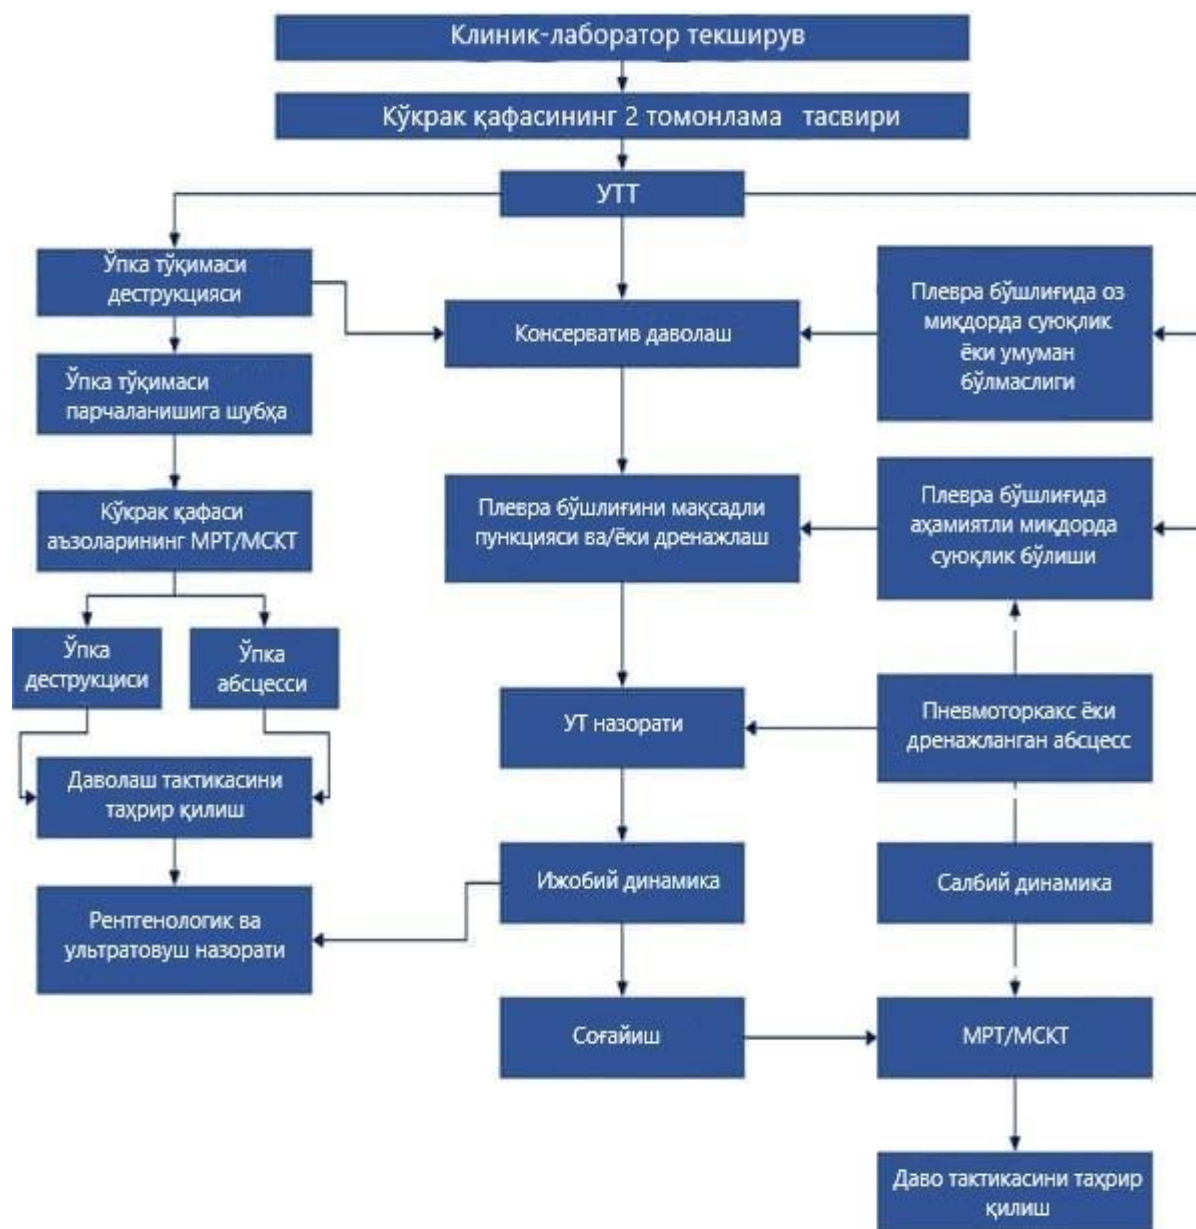 Клиник-лаборатор текширув
Кўкрак қафасининг 2 томонлама тасвири
УТТ
Ўпка тўқимаси
деструкцияси
Консерватив даволаш
Плевра бўшлиғида оз
миқдорда суюқлик
ёки умуман
бўлмаслиги
Ўпка тўқимаси
парчаланишига шубҳа
Кўкрак қафаси
аъзоларининг МРТ/МСКТ
Плевра бўшлиғини мақсадли
пункцияси ва/ёки дренажлаш
Плевра бўшлиғида
аҳамиятли миқдорда
суюқлик бўлиши
Ўпка
деструкциси
Ўпка
абсцесси
УТ назорати
Пневмоторкакс ёки
дренажланган абсцесс
Даволаш тактикасини
таҳрир қилиш
Ижобий динамика
Салбий динамика
Рентгенологик ва
ультратовуш назорати
Соғайиш
МРТ/МСКТ
Даво тактикасини таҳрир
қилиш